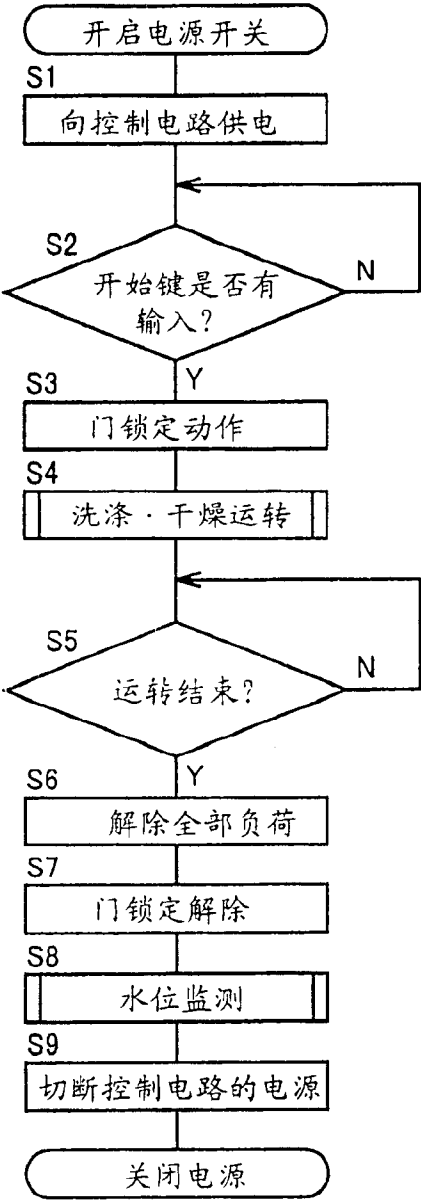 开启电源开关
S1
向控制电路供电
S2
开始键是否有
输入?
N
Y
S3
门锁定动作
S4
洗涤·干燥运转
S5
运转结束?
N
Y
S6
解除全部负荷
S7
门锁定解除
S8
水位监测
S9
切断控制电路的电源
关闭电源